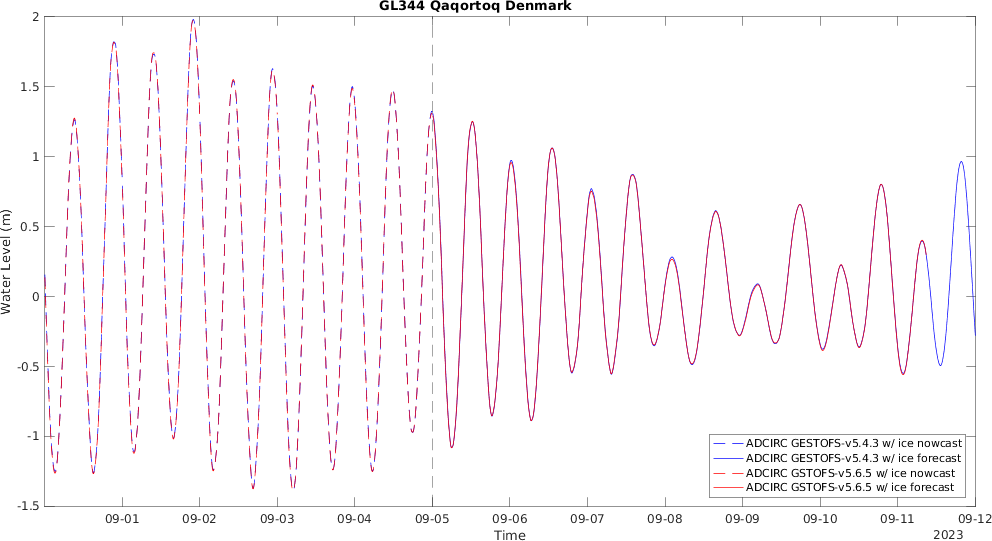 GL344 Qaqortoq Denmark
2
1.5
1
0.5
0
-0.5
-1
-1.5
Water Level (m)
ADCIRC GESTOFS-v5.4.3 w/ ice nowcast
ADCIRC GESTOFS-v5.4.3 w/ ice forecast
ADCIRC GSTOFS-v5.6.5 w/ ice nowcast
ADCIRC GSTOFS-v5.6.5 w/ ice forecast
09-01 09-02 09-03 09-04 09-05 09-06 09-07 09-08 09-09 09-10 09-11 09-12
Time
2023